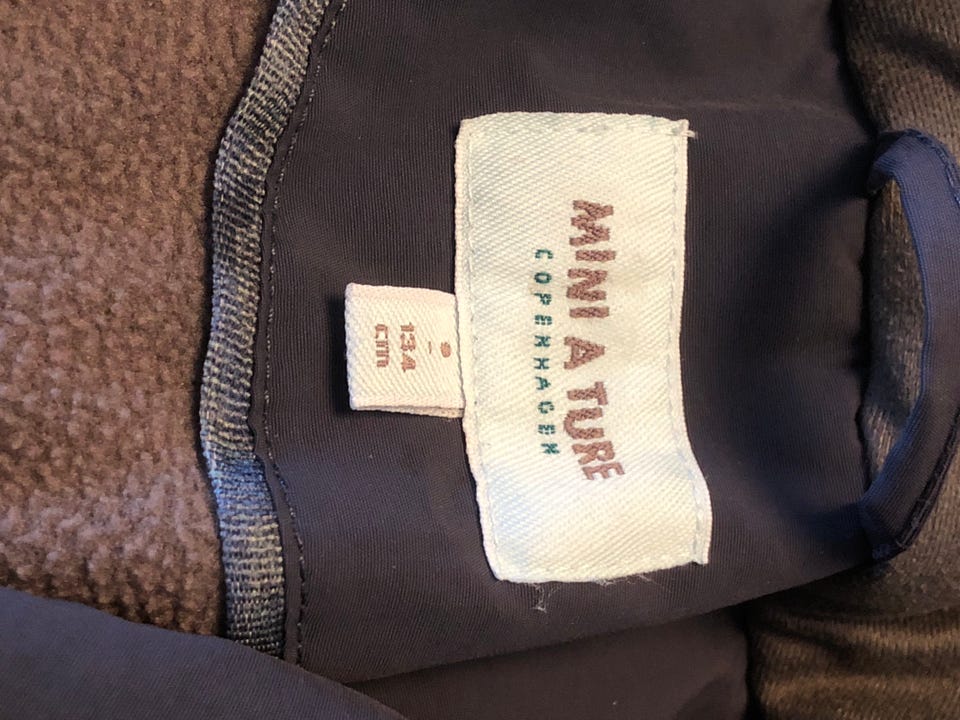 MINI A TURE
COPENHAGEN
9
-
134
cm